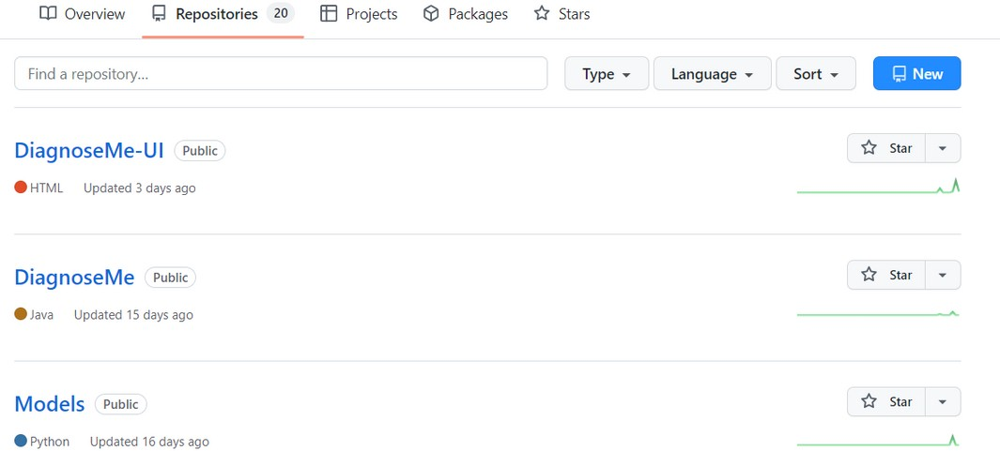 Overview Repositories 20 Projects Packages Stars
Find a repository... Type Language Sort New
DiagnoseMe-UI Public Star
HTML Updated 3 days ago
DiagnoseMe Public Star
Java Updated 15 days ago
Models Public Star
Python Updated 16 days ago